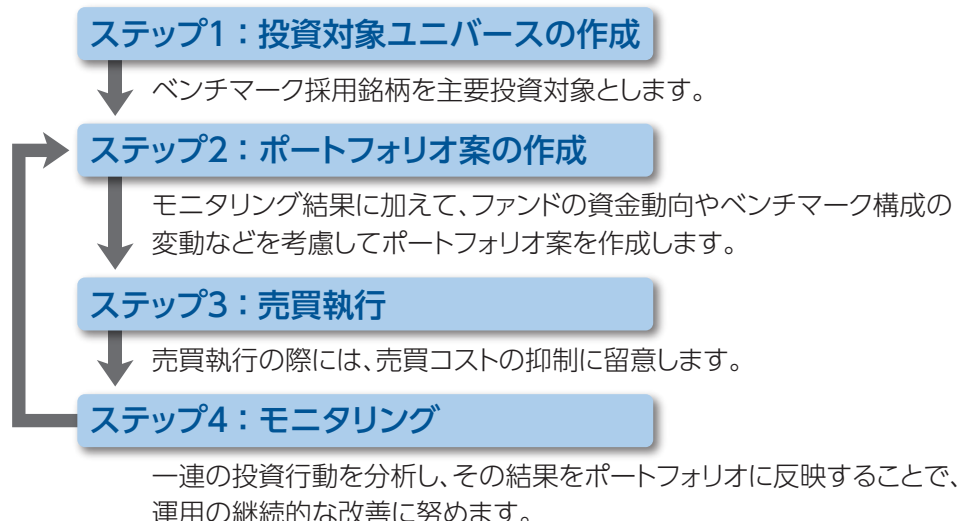 ステップ1：投資対象ユニバースの作成
ベンチマーク採用銘柄を主要投資対象とします。
ステップ2：ポートフォリオ案の作成
モニタリング結果に加えて、ファンドの資金動向やベンチマーク構成の
変動などを考慮してポートフォリオ案を作成します。
ステップ3：売買執行
売買執行の際には、売買コストの抑制に留意します。
ステップ4：モニタリング
一連の投資行動を分析し、その結果をポートフォリオに反映することで、
運用の継続的な改善に努めます。